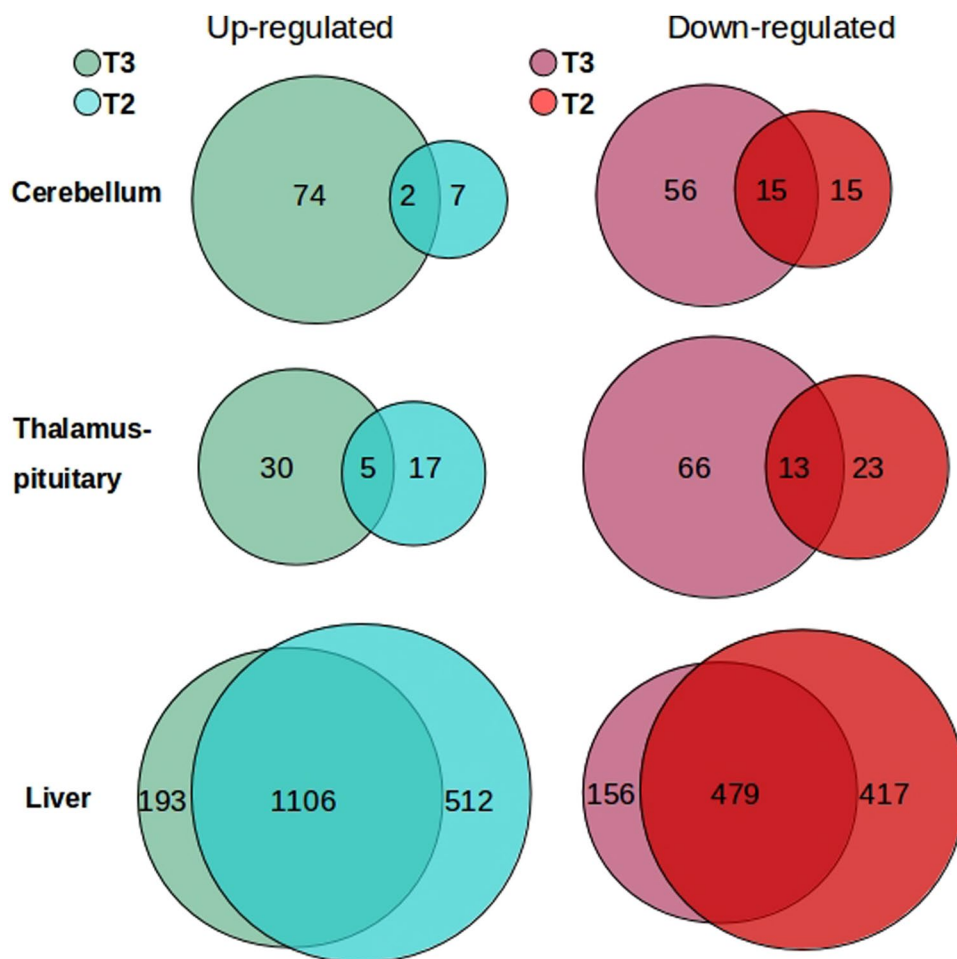 Up-regulated Down-regulated
T3 T3
T2 T2
Cerebellum 74 2 7 56 15 15
Thalamus-
pituitary 30 5 17 66 13 23
Liver 193 1106 512 156 479 417